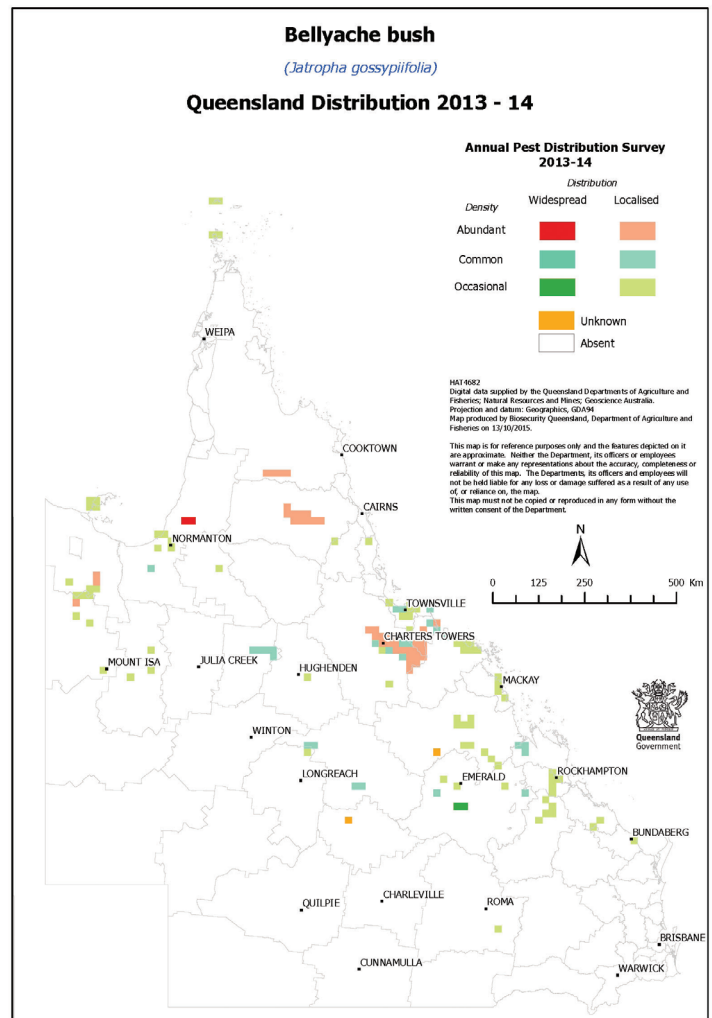 Bellyache bush
(Jatropha gossypiifolia)
Queensland Distribution 2013 - 14
Annual Pest Distribution Survey
2013-14
Distribution
Density
Widespread
Localised
Abundant
Common
Occasional
Unknown
Absent
HAT4682
Digital data supplied by the Queensland Departments of Agriculture and
Fisheries; Natural Resources and Mines; Geoscience Australia.
Projection and datum: Geographics, GDA94
Map produced by Biosecurity Queensland, Department of Agriculture and
Fisheries on 13/10/2015.
This map is for reference purposes only and the features depicted on it
are approximate. Neither the Department, its officers or employees
warrant or make any representations about the accuracy, completeness or
reliability of this map. The Departments, its officers and employees will
not be held liable for any loss or damage suffered as a result of any use
of, or reliance on, the map.
This map must not be copied or reproduced in any form without the
written consent of the Department.
N
0 125 250 500 Km
WEIPA
COOKTOWN
CAIRNS
NORMANTON
TOWNSVILLE
CHARTERS TOWERS
MOUNT ISA
JULIA CREEK
HUGHENDEN
MACKAY
WINTON
LONGREACH
EMERALD
ROCKHAMPTON
BUNDABERG
QUILPIE
CHARLEVILLE
ROMA
BRISBANE
CUNNAMULLA
WARWICK
Queensland
Government